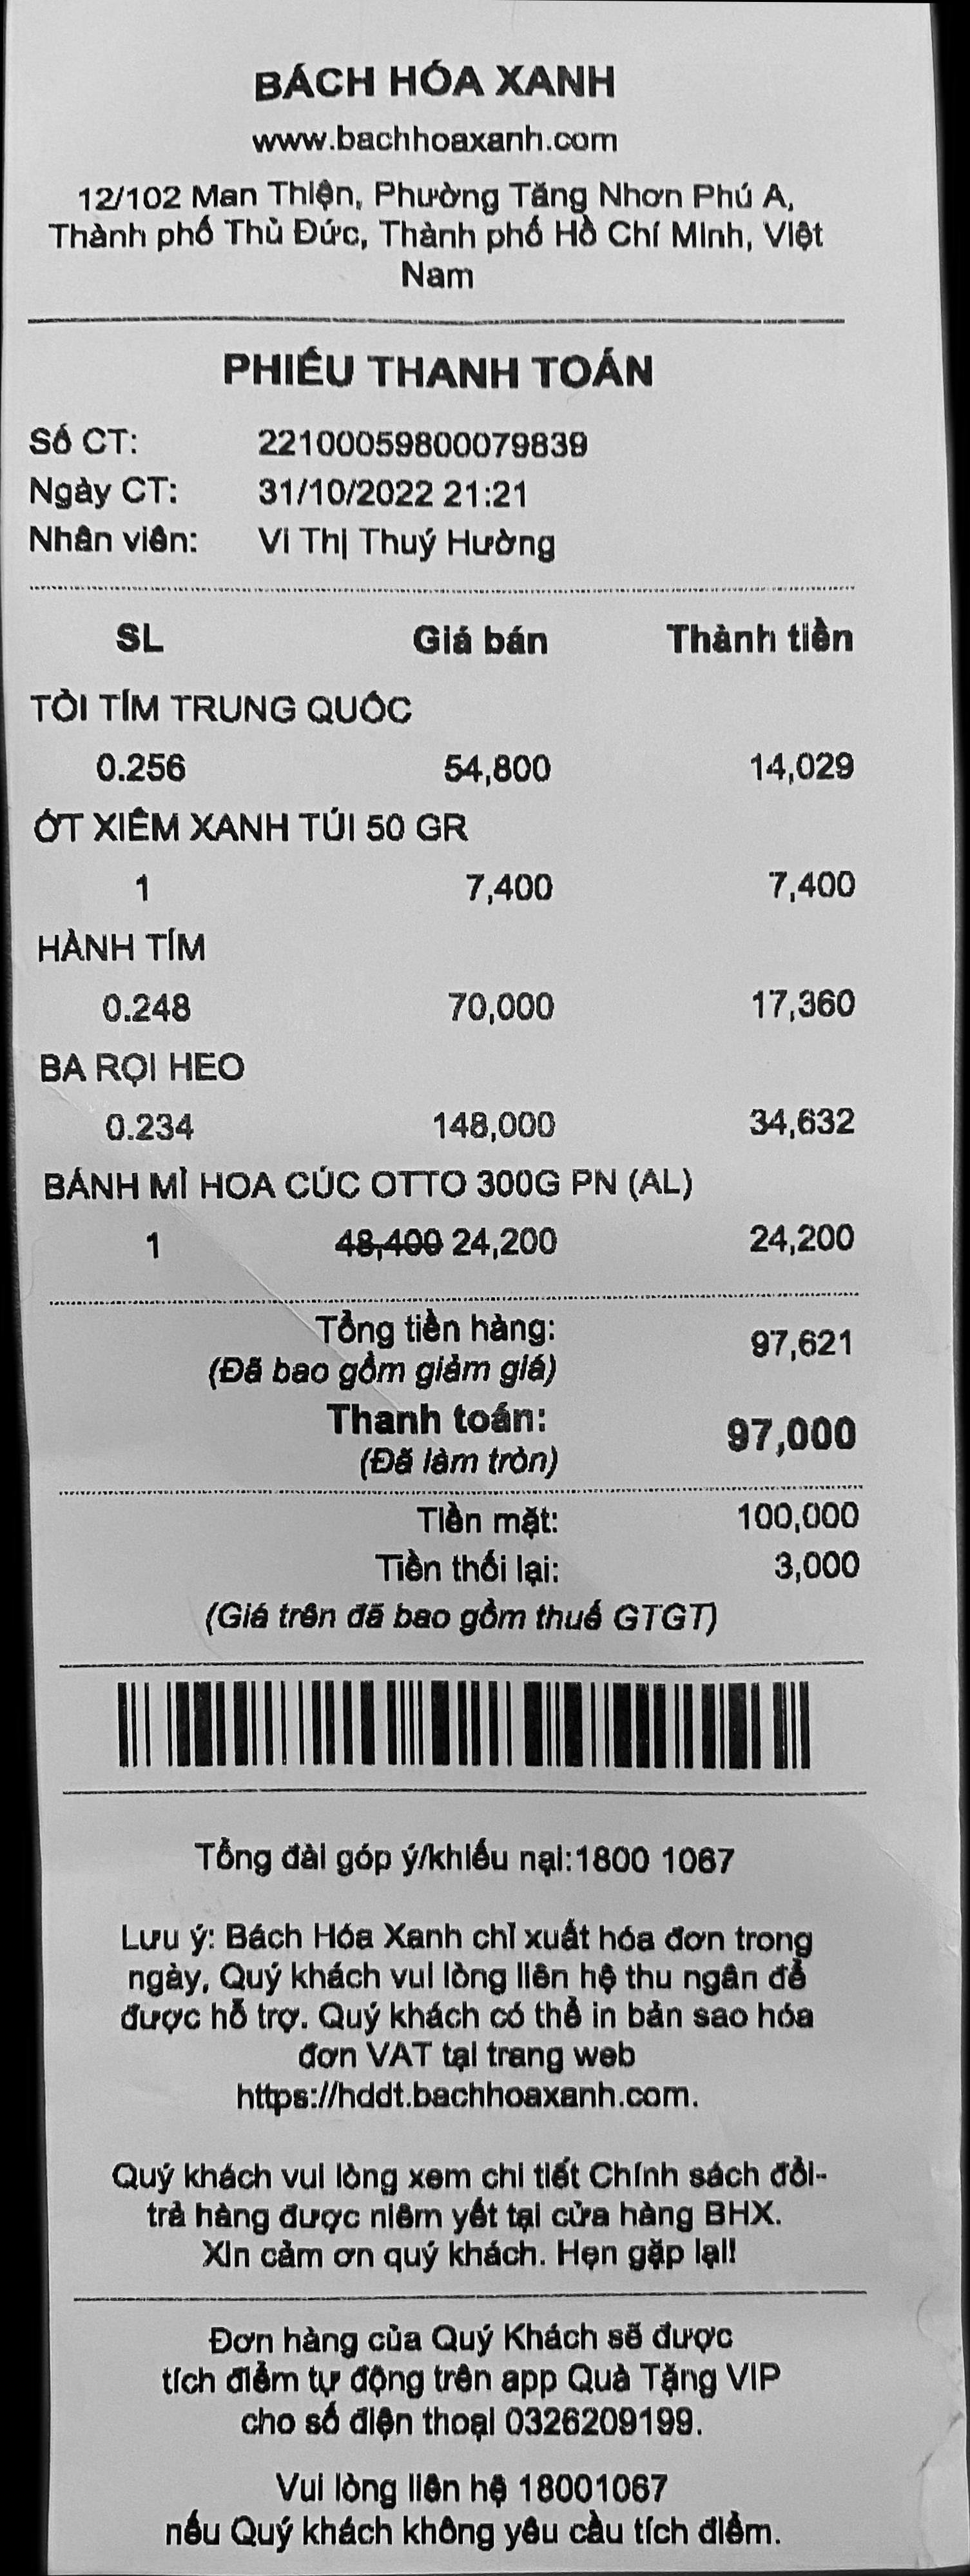 BÁCH HÓA XANH
www.bachhoaxanh.com
12/102 Man Thiện, Phường Tăng Nhơn Phú A,
Thành phố Thủ Đức, Thành phố Hồ Chí Minh, Việt
Nam
PHIẾU THANH TOÁN
Số CT: 22100059800079839
Ngày CT: 31/10/2022 21:21
Nhân viên: Vi Thị Thuý Hường
SL Giá bán Thành tiền
TỎI TÍM TRUNG QUỐC
0.256 54,800 14,029
ỚT XIÊM XANH TÚI 50 GR
1 7,400 7,400
HÀNH TÍM
0.248 70,000 17,360
BA RỌI HEO
0.234 148,000 34,632
BÁNH MÌ HOA CÚC OTTO 300G PN (AL)
1 48,400 24,200 24,200
Tổng tiền hàng: 97,621
(Đã bao gồm giảm giá)
Thanh toán: 97,000
(Đã làm tròn)
Tiền mặt: 100,000
Tiền thối lại: 3,000
(Giá trên đã bao gồm thuế GTGT)
Tổng đài góp ý/khiếu nại:1800 1067
Lưu ý: Bách Hóa Xanh chỉ xuất hóa đơn trong
ngày, Quý khách vui lòng liên hệ thu ngân để
được hỗ trợ. Quý khách có thể in bản sao hóa
đơn VAT tại trang web
https://hddt.bachhoaxanh.com.
Quý khách vui lòng xem chi tiết Chính sách đổi-
trả hàng được niêm yết tại cửa hàng BHX.
Xin cảm ơn quý khách. Hẹn gặp lại!
Đơn hàng của Quý Khách sẽ được
tích điểm tự động trên app Quà Tặng VIP
cho số điện thoại 0326209199.
Vui lòng liên hệ 18001067
nếu Quý khách không yêu cầu tích điểm.